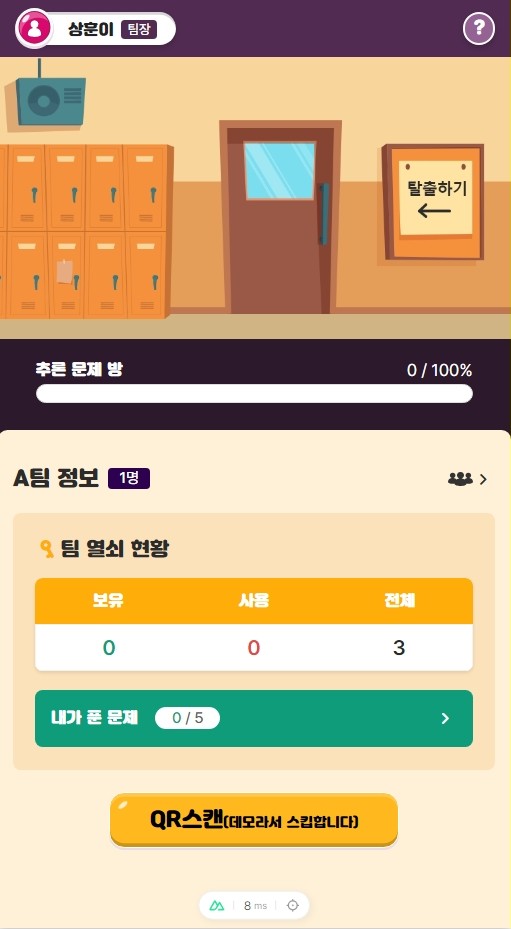 상훈이 팀장
?
탈출하기
추론 문제 방 0 / 100%
A팀 정보 1명
팀 열쇠 현황
보유 사용 전체
0 0 3
내가 푼 문제 0 / 5
QR스캔(데모라서 스킵합니다)
8 ms